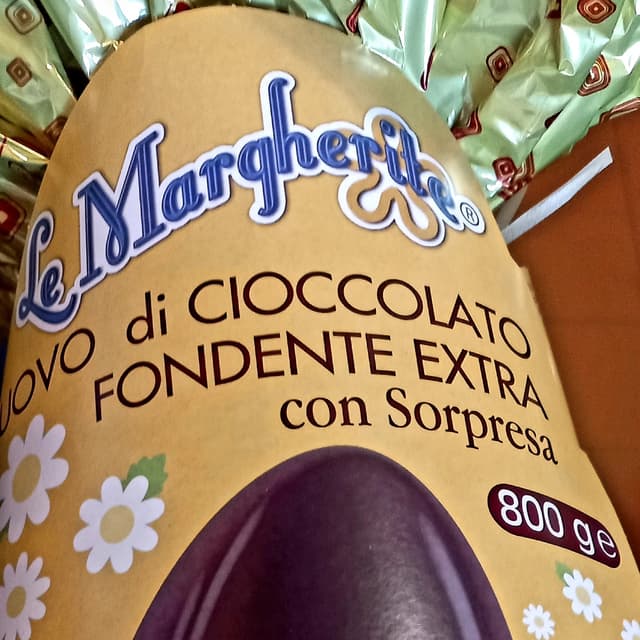 Le Margherite®
UOVO di CIOCCOLATO
FONDENTE EXTRA
con Sorpresa
800 g e